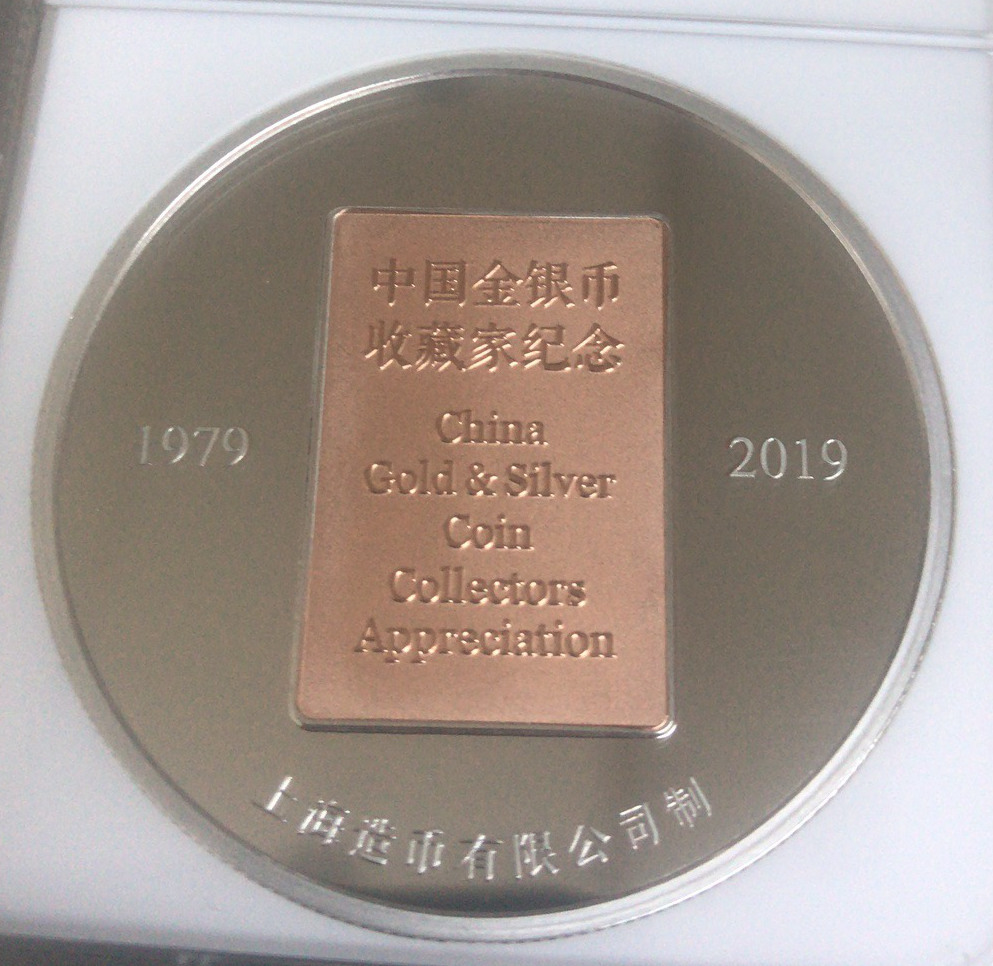 中国金银币
收藏家纪念
China
Gold & Silver
Coin
Collectors
Appreciation
1979
2019
上海造币有限公司制